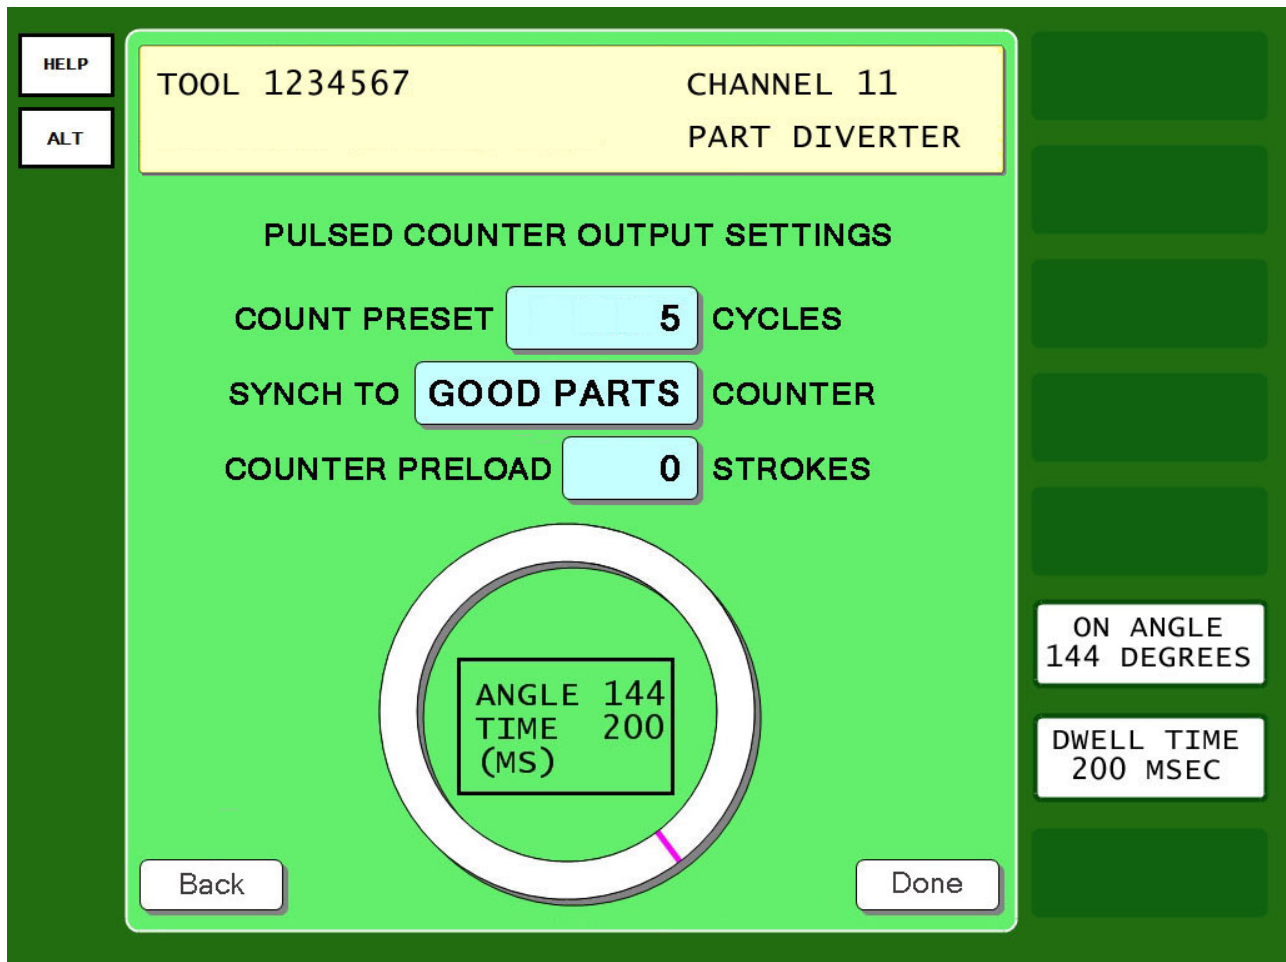 HELP
ALT
TOOL 1234567
CHANNEL 11
PART DIVERTER
PULSED COUNTER OUTPUT SETTINGS
COUNT PRESET 5 CYCLES
SYNCH TO GOOD PARTS COUNTER
COUNTER PRELOAD 0 STROKES
ANGLE 144
TIME 200
(MS)
ON ANGLE
144 DEGREES
DWELL TIME
200 MSEC
Back
Done